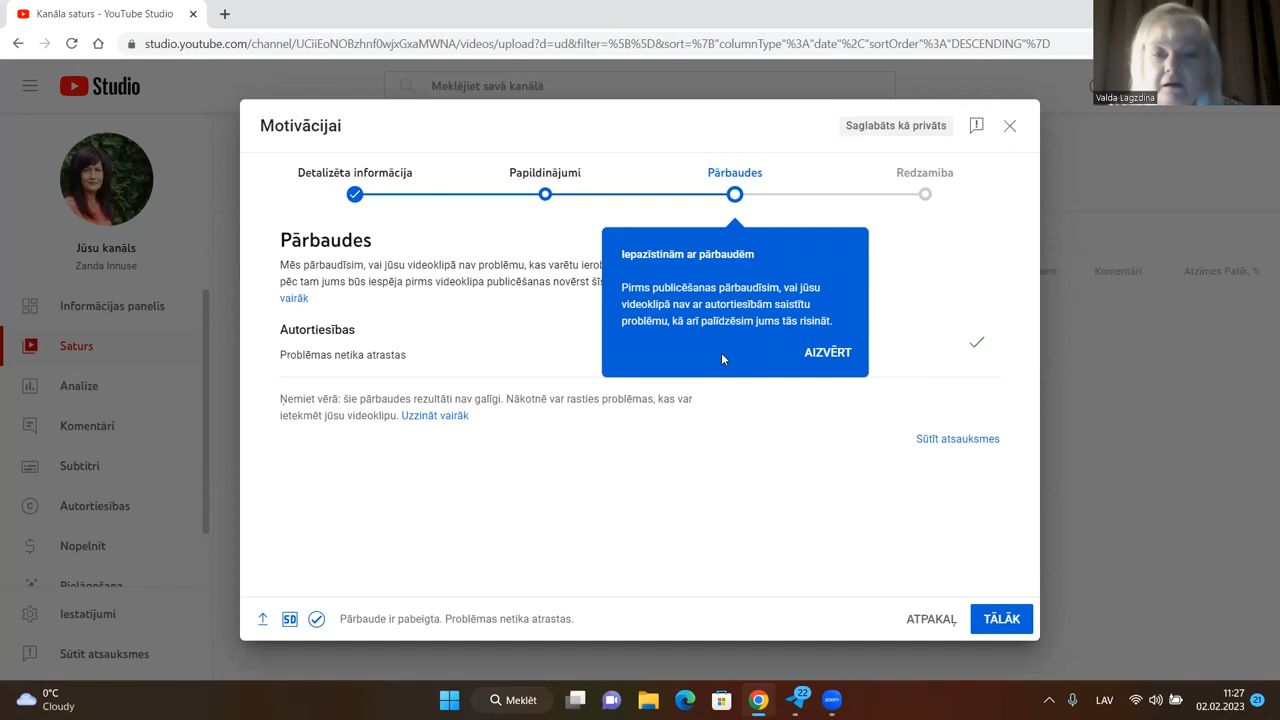 Kanāla saturs - YouTube Studio
studio.youtube.com/channel/UCiiEoNOBzhnf0wjxGxaMWNA/videos/upload?d=ud&filter=%5B%5D&sort=%7B"columnType"%3A"date"%2C"sortOrder"%3A"DESCENDING"%7D
Valda Lagzdina
Studio
Meklējiet savā kanālā
Motivācijai
Saglabāts kā privāts
Detalizēta informācija
Papildinājumi
Pārbaudes
Redzamība
Jūsu kanāls
Zanda Innuse
Informācijas panelis
Saturs
Analīze
Komentāri
Subtitri
Autortiesības
Nopelnīt
Pielāgošana
Iestatījumi
Sūtīt atsauksmes
Pārbaudes
Mēs pārbaudīsim, vai jūsu videoklipā nav problēmu, kas varētu
pēc tam jums būs iespēja pirms videoklipa publicēšanas novērst
vairāk
Autortiesības
Problēmas netika atrastas
Iepazīstinām ar pārbaudēm
Pirms publicēšanas pārbaudīsim, vai jūsu
videoklipā nav ar autortiesībām saistītu
problēmu, kā arī palīdzēsim jums tās risināt.
AIZVĒRT
Ņemiet vērā: šie pārbaudes rezultāti nav galīgi. Nākotnē var rasties problēmas, kas var
ietekmēt jūsu videoklipu. Uzzināt vairāk
Sūtīt atsauksmes
Komentāri
Atzīmes Patīk, %
SD
Pārbaude ir pabeigta. Problēmas netika atrastas.
ATPAKAĻ
TĀLĀK
0°C
Cloudy
Meklēt
22
zoom
LAV
11:27
02.02.2023
21